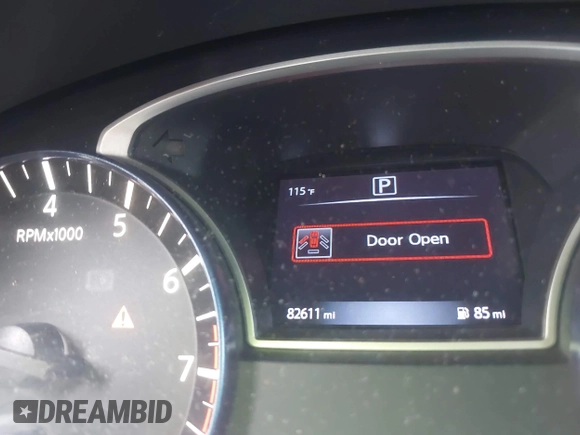 115 °F
P
Door Open
82611 mi
85 mi
4
5
6
7
RPMx1000
DREAMBID